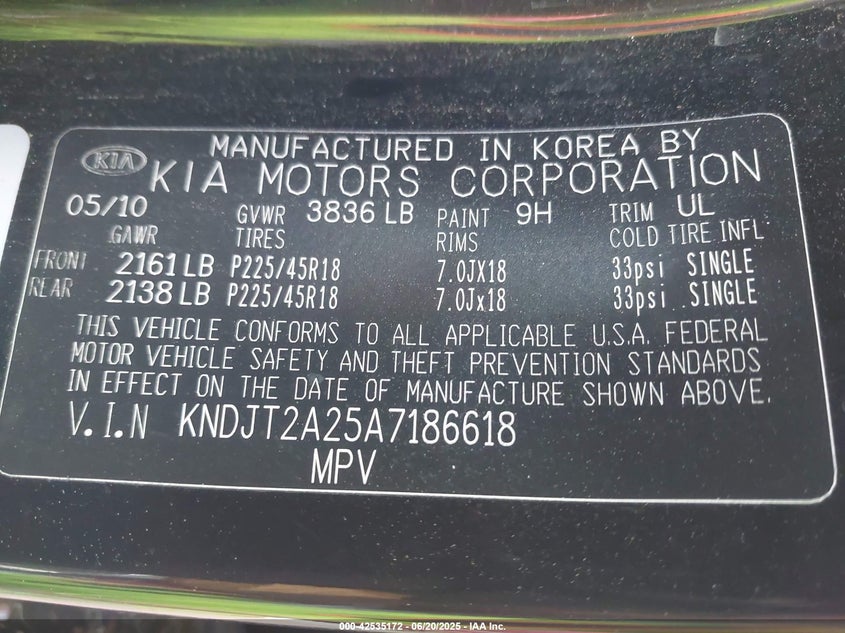 KIA MANUFACTURED IN KOREA BY
KIA MOTORS CORPORATION
05/10 GVWR 3836 LB PAINT 9H TRIM UL
GAWR TIRES RIMS COLD TIRE INFL
FRONT 2161 LB P225/45R18 7.0JX18 33psi SINGLE
REAR 2138 LB P225/45R18 7.0Jx18 33psi SINGLE
THIS VEHICLE CONFORMS TO ALL APPLICABLE U.S.A. FEDERAL
MOTOR VEHICLE SAFETY AND THEFT PREVENTION STANDARDS
IN EFFECT ON THE DATE OF MANUFACTURE SHOWN ABOVE.
V.I.N KNDJT2A25A7186618
MPV
000-42535172 - 06/20/2025 - IAA Inc.